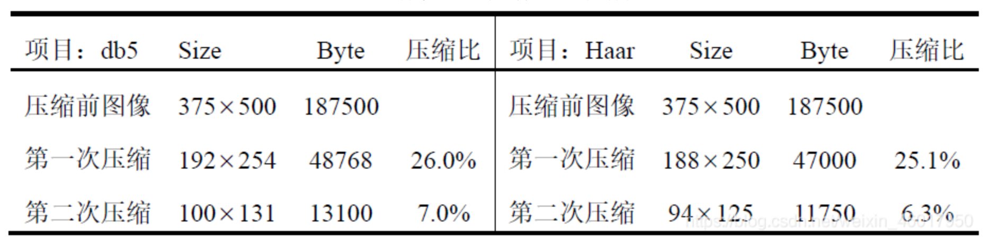 项目：db5 Size Byte 压缩比 项目：Haar Size Byte 压缩比
压缩前图像 375×500 187500 压缩前图像 375×500 187500
第一次压缩 192×254 48768 26.0% 第一次压缩 188×250 47000 25.1%
第二次压缩 100×131 13100 7.0% 第二次压缩 94×125 11750 6.3%
https://blog.csdn.net/weixin_46017950